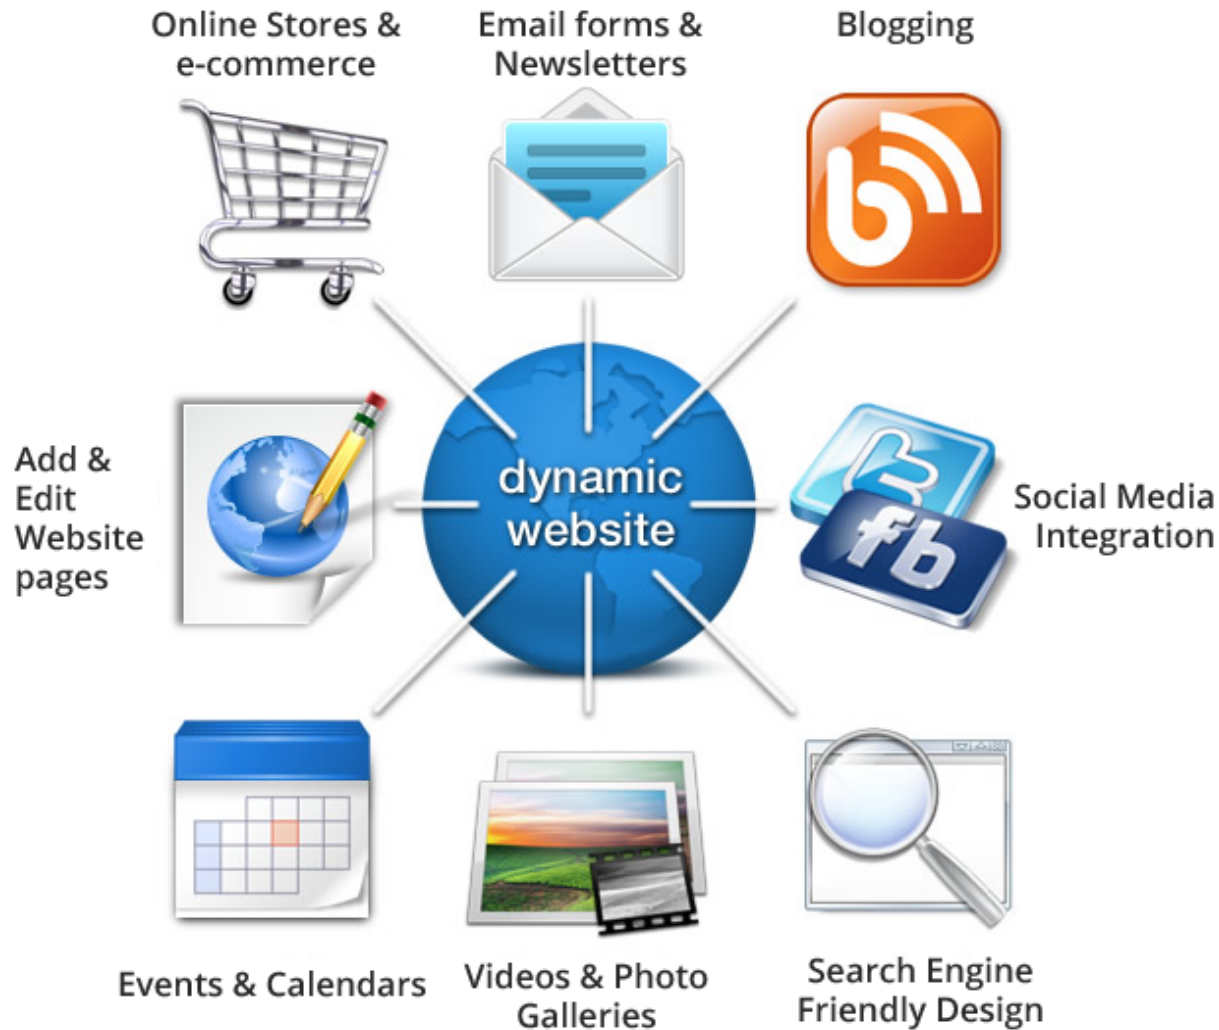 Online Stores &
e-commerce
Email forms &
Newsletters
Blogging
Add &
Edit
Website
pages
dynamic
website
fb
Social Media
Integration
Events & Calendars
Videos & Photo
Galleries
Search Engine
Friendly Design